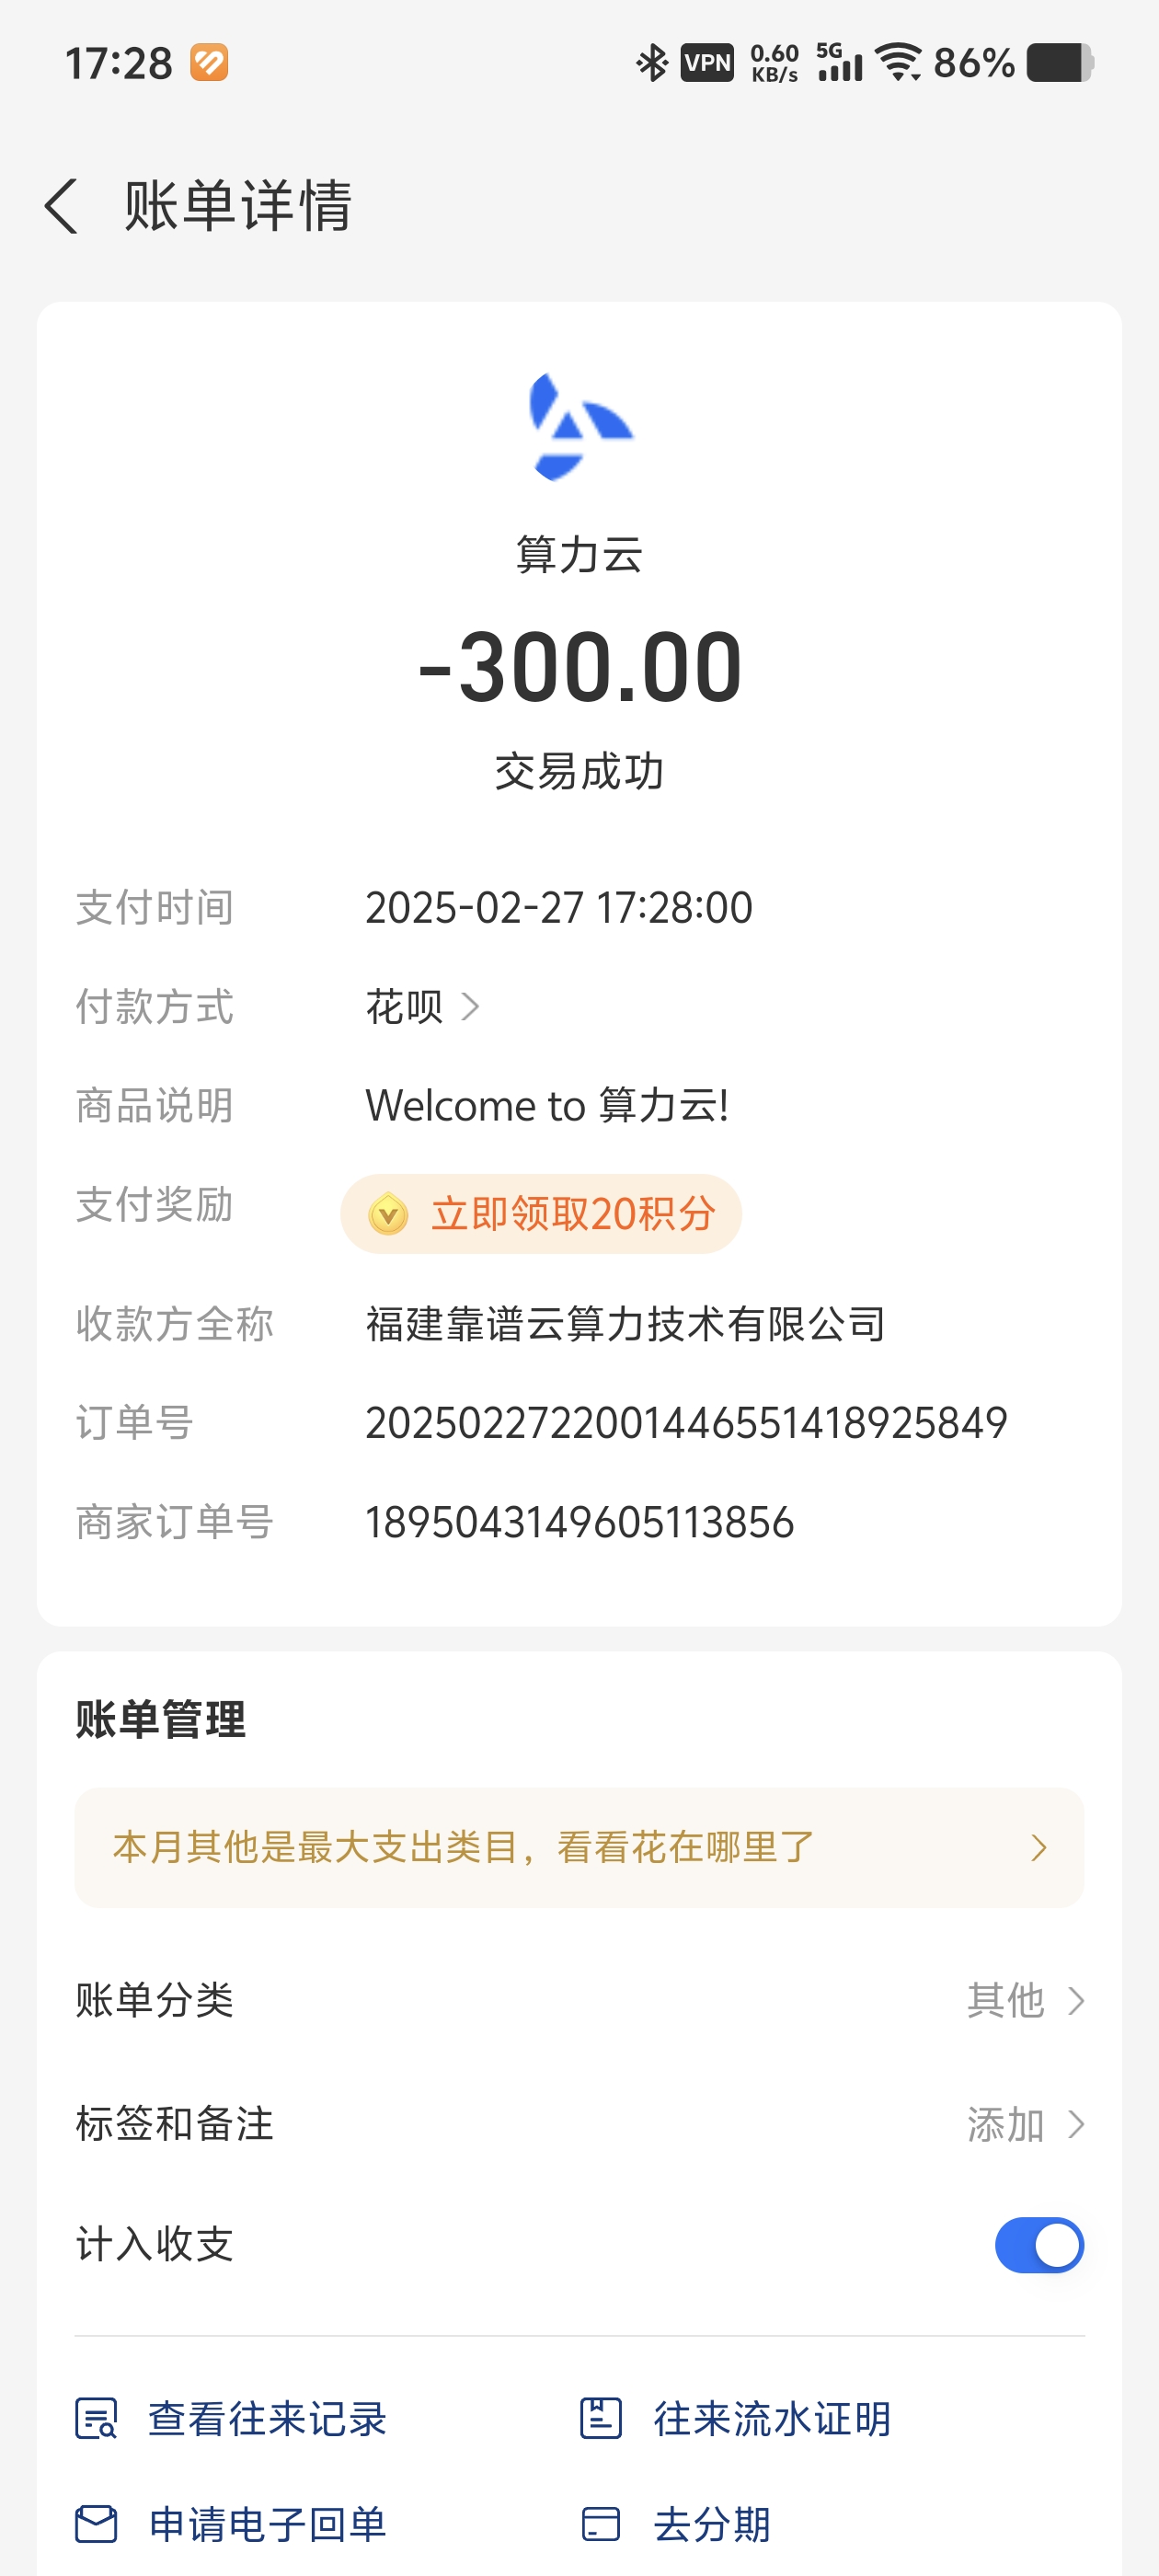 17:28 VPN 0.60 KB/s 5G 86%
账单详情
算力云
-300.00
交易成功
支付时间 2025-02-27 17:28:00
付款方式 花呗
商品说明 Welcome to 算力云!
支付奖励 立即领取20积分
收款方全称 福建靠谱云算力技术有限公司
订单号 2025022722001446551418925849
商家订单号 1895043149605113856
账单管理
本月其他是最大支出类目，看看花在哪里了
账单分类 其他
标签和备注 添加
计入收支
查看往来记录 往来流水证明
申请电子回单 去分期